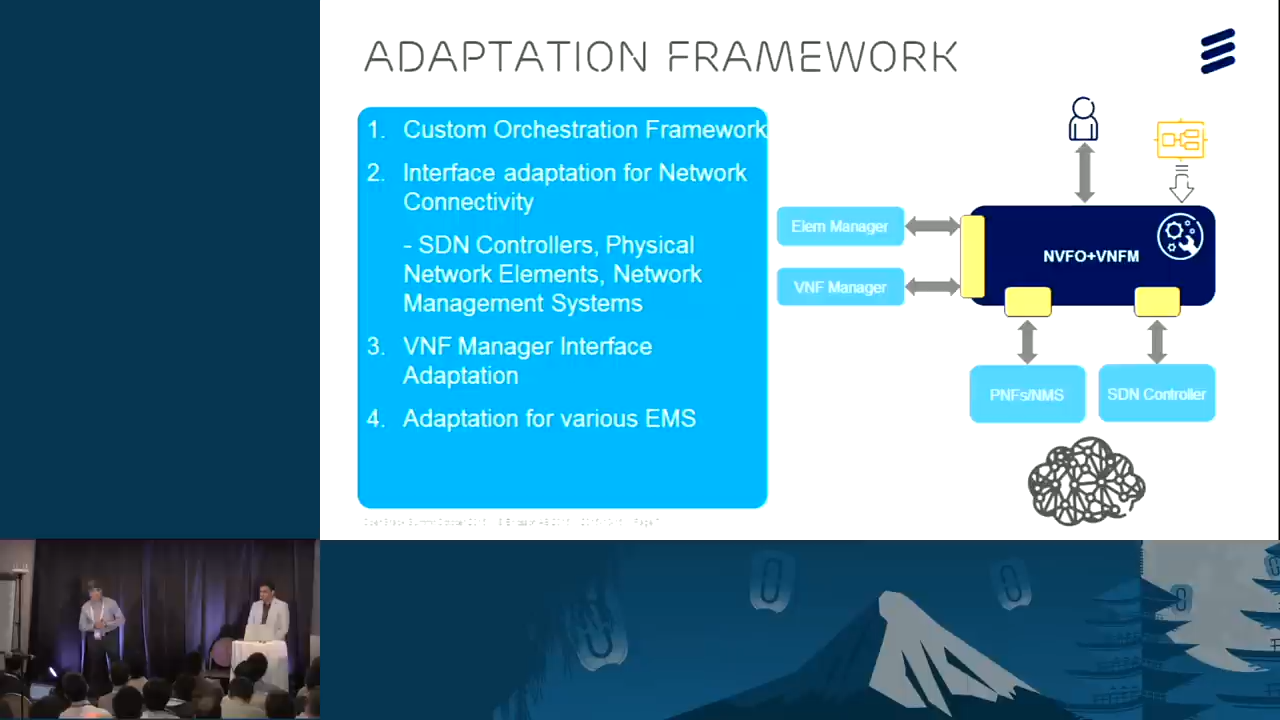 ADAPTATION FRAMEWORK
1. Custom Orchestration Framework
2. Interface adaptation for Network
Connectivity
- SDN Controllers, Physical
Network Elements, Network
Management Systems
3. VNF Manager Interface
Adaptation
4. Adaptation for various EMS
Elem Manager
VNF Manager
NVFO+VNFM
PNFs/NMS
SDN Controller